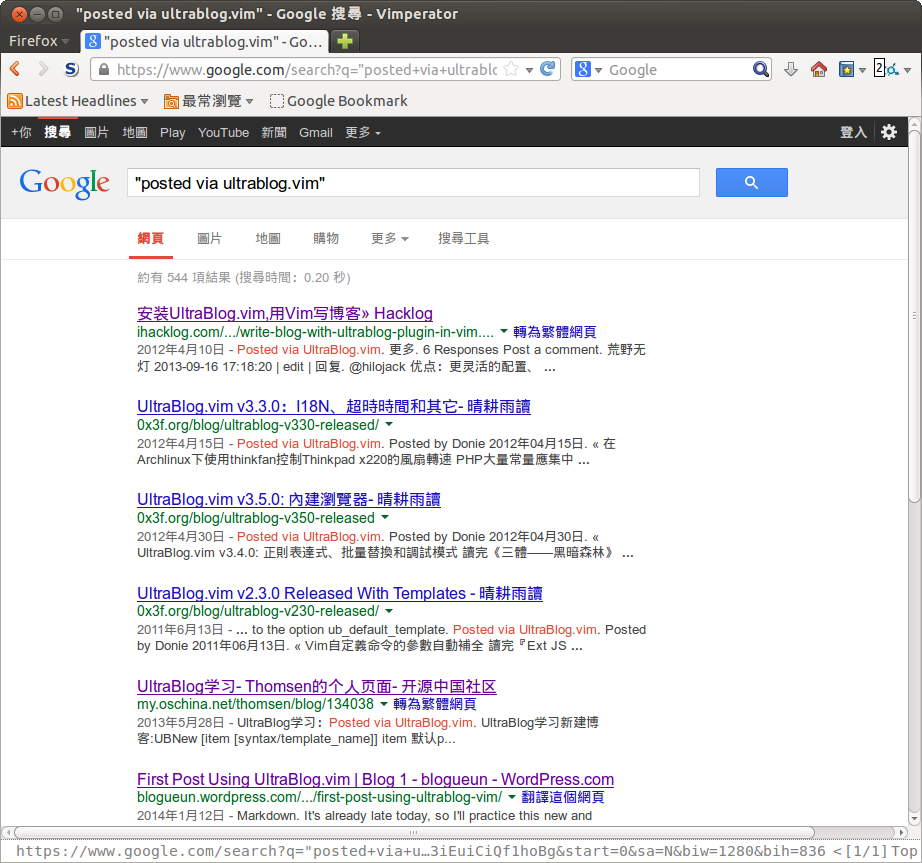 "posted via ultrablog.vim" - Google 搜尋 - Vimperator
Firefox
8 "posted via ultrablog.vim" - Go...
https://www.google.com/search?q="posted+via+ultrablo
8 Google
2
Latest Headlines 最常瀏覽 Google Bookmark
+你 搜尋 圖片 地圖 Play YouTube 新聞 Gmail 更多 登入
Google "posted via ultrablog.vim"
網頁 圖片 地圖 購物 更多 搜尋工具
約有 544 項結果 (搜尋時間：0.20 秒)
安装UltraBlog.vim,用Vim写博客» Hacklog
ihacklog.com/.../write-blog-with-ultrablog-plugin-in-vim.... 轉為繁體網頁
2012年4月10日 - Posted via UltraBlog.vim. 更多. 6 Responses Post a comment. 荒野无
灯 2013-09-16 17:18:20 | edit | 回复. @hilojack 优点：更灵活的配置、 ...
UltraBlog.vim v3.3.0：I18N、超時時間和其它- 晴耕雨讀
0x3f.org/blog/ultrablog-v330-released/
2012年4月15日 - Posted via UltraBlog.vim. Posted by Donie 2012年04月15日. « 在
Archlinux下使用thinkfan控制Thinkpad x220的風扇轉速 PHP大量常量應集中 ...
UltraBlog.vim v3.5.0: 內建瀏覽器- 晴耕雨讀
0x3f.org/blog/ultrablog-v350-released
2012年4月30日 - Posted via UltraBlog.vim. Posted by Donie 2012年04月30日. «
UltraBlog.vim v3.4.0: 正則表達式、批量替換和調試模式 讀完《三體——黑暗森林》 ...
UltraBlog.vim v2.3.0 Released With Templates - 晴耕雨讀
0x3f.org/blog/ultrablog-v230-released/
2011年6月13日 - ... to the option ub_default_template. Posted via UltraBlog.vim. Posted
by Donie 2011年06月13日. « Vim自定義命令的參數自動補全 讀完『Ext JS ...
UltraBlog学习- Thomsen的个人页面- 开源中国社区
my.oschina.net/thomsen/blog/134038 轉為繁體網頁
2013年5月28日 - UltraBlog学习：Posted via UltraBlog.vim. UltraBlog学习新建博
客:UBNew [item [syntax/template_name]] item 默认p...
First Post Using UltraBlog.vim | Blog 1 - blogueun - WordPress.com
blogueun.wordpress.com/.../first-post-using-ultrablog-vim/ 翻譯這個網頁
2014年1月12日 - Markdown. It's already late today, so I'll practice this new and
https://www.google.com/search?q="posted+via+u…3iEuiCiQf1hoBg&start=0&sa=N&biw=1280&bih=836 <[1/1]Top